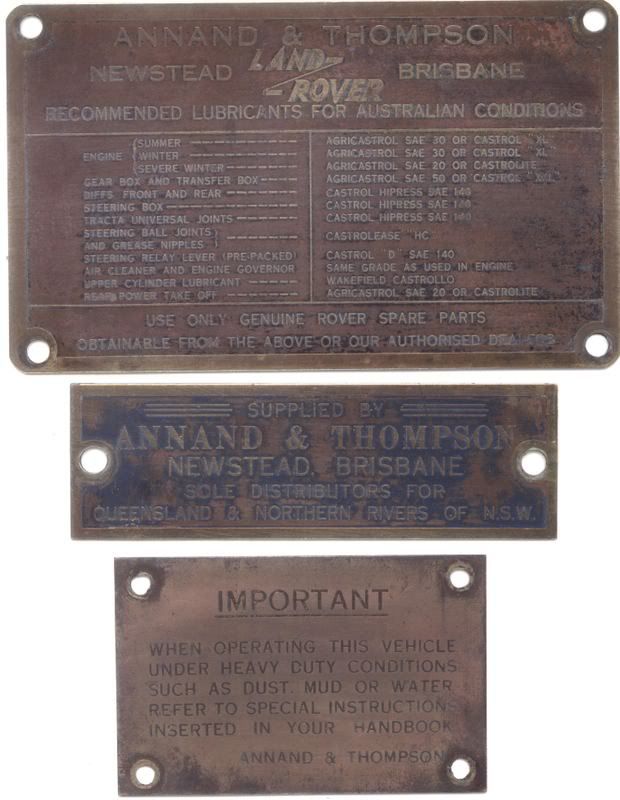 ANNAND & THOMPSON
NEWSTEAD LAND-ROVER BRISBANE
RECOMMENDED LUBRICANTS FOR AUSTRALIAN CONDITIONS
ENGINE { SUMMER AGRICASTROL SAE 30 OR CASTROL "XL"
WINTER AGRICASTROL SAE 30 OR CASTROL "XL"
SEVERE WINTER AGRICASTROL SAE 20 OR CASTROLITE
GEAR BOX AND TRANSFER BOX AGRICASTROL SAE 50 OR CASTROL
DIFFS. FRONT AND REAR CASTROL HIPRESS SAE 140
STEERING BOX CASTROL HIPRESS SAE 140
TRACTA UNIVERSAL JOINTS CASTROL HIPRESS SAE 140
STEERING BALL JOINTS }
AND GREASE NIPPLES } CASTROLEASE "HC"
STEERING RELAY LEVER (PRE-PACKED) CASTROL "D" SAE 140
AIR CLEANER AND ENGINE GOVERNOR SAME GRADE AS USED IN ENGINE
UPPER CYLINDER LUBRICANT WAKEFIELD CASTROLLO
REAR POWER TAKE OFF AGRICASTROL SAE 20 OR CASTROLITE
USE ONLY GENUINE ROVER SPARE PARTS
OBTAINABLE FROM THE ABOVE OR OUR AUTHORISED DEALERS
SUPPLIED BY
ANNAND & THOMPSON
NEWSTEAD. BRISBANE
SOLE DISTRIBUTORS FOR
QUEENSLAND & NORTHERN RIVERS OF N.S.W.
IMPORTANT
WHEN OPERATING THIS VEHICLE
UNDER HEAVY DUTY CONDITIONS
SUCH AS DUST. MUD OR WATER
REFER TO SPECIAL INSTRUCTIONS
INSERTED IN YOUR HANDBOOK
ANNAND & THOMPSON